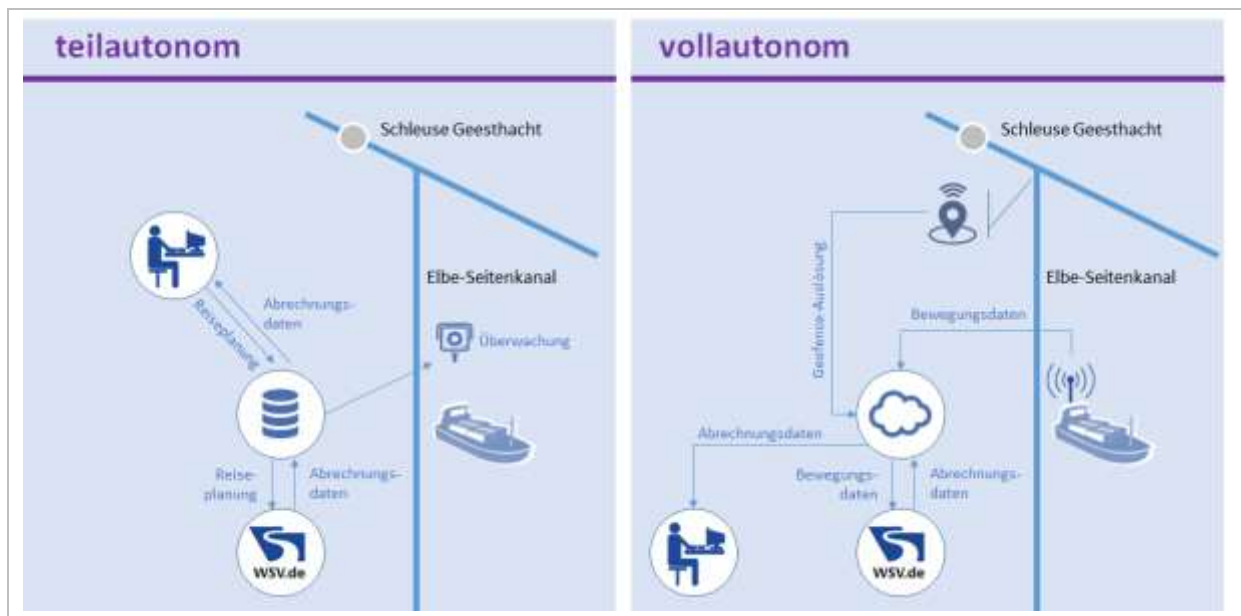 teilautonom
Schleuse Geesthacht
Elbe-Seitenkanal
Abrechnungs-
daten
Reiseplanung
Überwachung
Reise-
planung
Abrechnungs-
daten
WSV.de
vollautonom
Schleuse Geesthacht
Geofence-Auslösung
Elbe-Seitenkanal
Bewegungsdaten
Abrechnungsdaten
Bewegungs-
daten
Abrechnungs-
daten
WSV.de